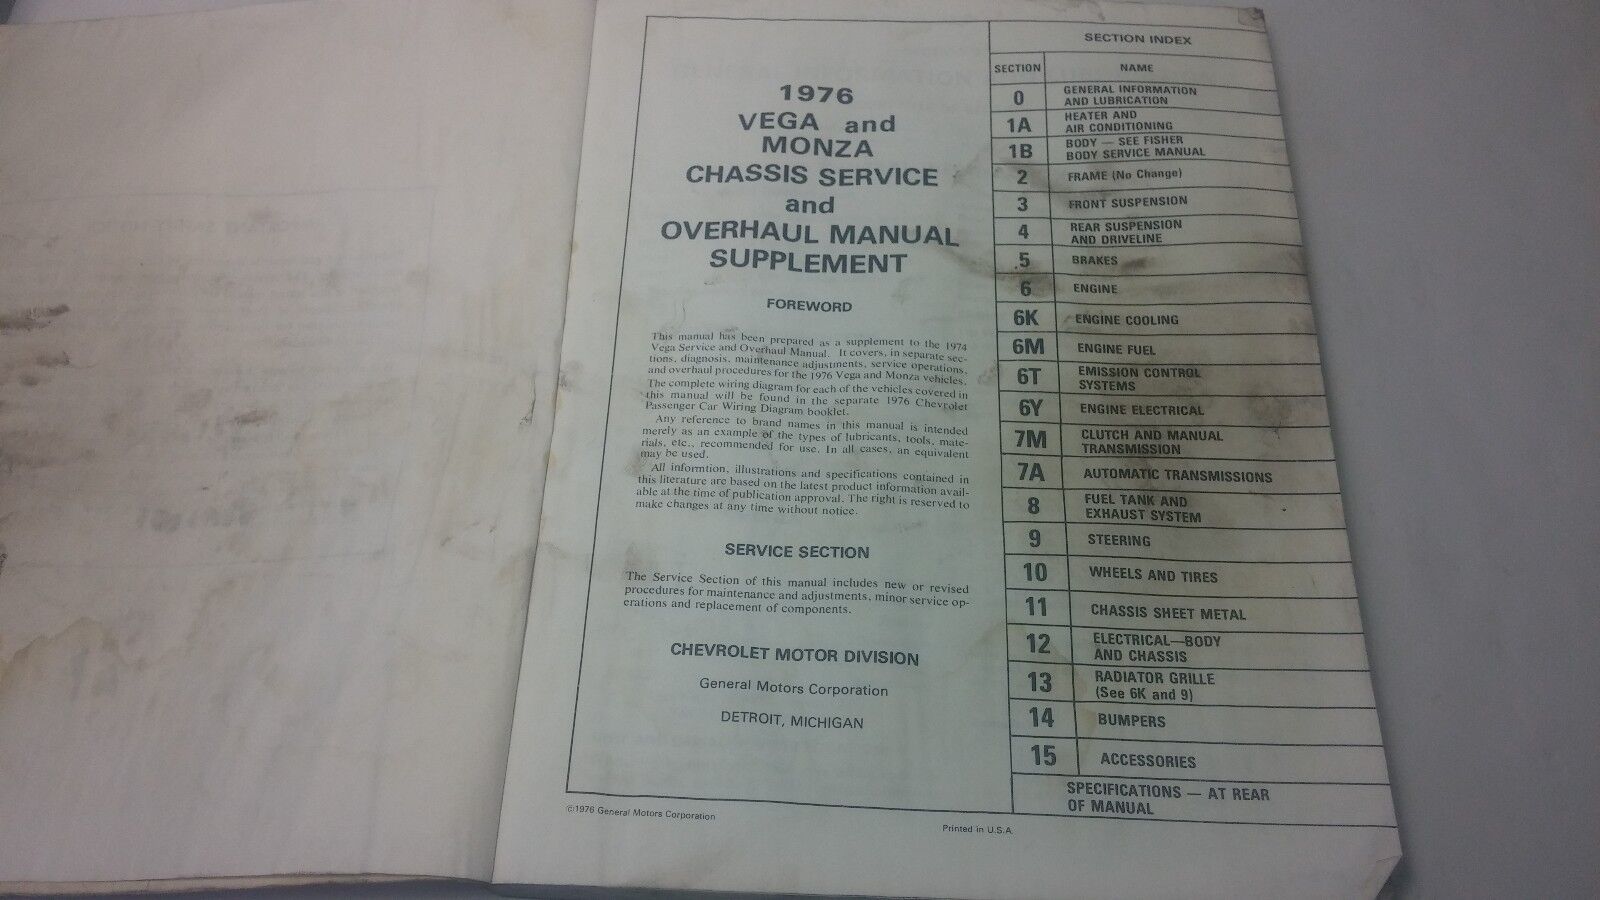 1976
VEGA and
MONZA
CHASSIS SERVICE
and
OVERHAUL MANUAL
SUPPLEMENT
FOREWORD
This manual has been prepared as a supplement to the 1974
Vega Service and Overhaul Manual. It covers, in separate sec-
tions, diagnosis, maintenance adjustments, service operations,
and overhaul procedures for the 1976 Vega and Monza vehicles.
The complete wiring diagram for each of the vehicles covered in
this manual will be found in the separate 1976 Chevrolet
Passenger Car Wiring Diagram booklet.
Any reference to brand names in this manual is intended
merely as an example of the types of lubricants, tools, mate-
rials, etc., recommended for use. In all cases, an equivalent
may be used.
All informtion, illustrations and specifications contained in
this literature are based on the latest product information avail-
able at the time of publication approval. The right is reserved to
make changes at any time without notice.
SERVICE SECTION
The Service Section of this manual includes new or revised
procedures for maintenance and adjustments, minor service op-
erations and replacement of components.
CHEVROLET MOTOR DIVISION
General Motors Corporation
DETROIT, MICHIGAN
©1976 General Motors Corporation
Printed in U.S.A.
SECTION INDEX
SECTION NAME
0 GENERAL INFORMATION
AND LUBRICATION
1A HEATER AND
AIR CONDITIONING
1B BODY — SEE FISHER
BODY SERVICE MANUAL
2 FRAME (No Change)
3 FRONT SUSPENSION
4 REAR SUSPENSION
AND DRIVELINE
5 BRAKES
6 ENGINE
6K ENGINE COOLING
6M ENGINE FUEL
6T EMISSION CONTROL
SYSTEMS
6Y ENGINE ELECTRICAL
7M CLUTCH AND MANUAL
TRANSMISSION
7A AUTOMATIC TRANSMISSIONS
8 FUEL TANK AND
EXHAUST SYSTEM
9 STEERING
10 WHEELS AND TIRES
11 CHASSIS SHEET METAL
12 ELECTRICAL—BODY
AND CHASSIS
13 RADIATOR GRILLE
(See 6K and 9)
14 BUMPERS
15 ACCESSORIES
SPECIFICATIONS — AT REAR
OF MANUAL